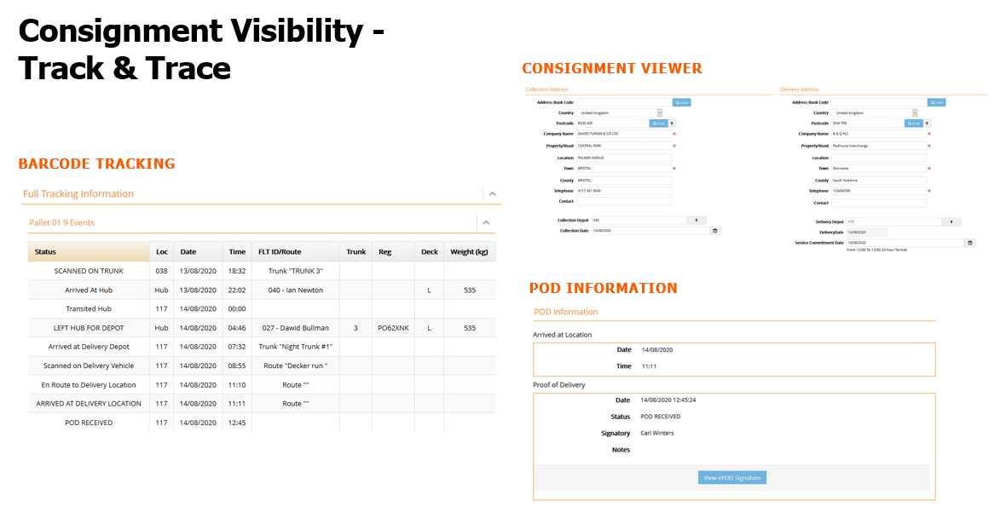 Consignment Visibility -
Track & Trace
BARCODE TRACKING
Full Tracking Information
Pallet 01 9 Events
Status Loc Date Time FLT ID/Route Trunk Reg Deck Weight (kg)
SCANNED ON TRUNK 038 13/08/2020 18:32 Trunk "TRUNK 3"
Arrived At Hub Hub 13/08/2020 22:02 040 - Ian Newton L 535
Transited Hub 117 14/08/2020 00:00
LEFT HUB FOR DEPOT Hub 14/08/2020 04:46 027 - Dawid Bullman 3 PO62XNK L 535
Arrived at Delivery Depot 117 14/08/2020 07:32 Trunk "Night Trunk #1"
Scanned on Delivery Vehicle 117 14/08/2020 08:55 Route "Decker run "
En Route to Delivery Location 117 14/08/2020 11:10 Route ""
ARRIVED AT DELIVERY LOCATION 117 14/08/2020 11:11 Route ""
POD RECEIVED 117 14/08/2020 12:45
CONSIGNMENT VIEWER
Collection Address
Address Book Code Find
Country United Kingdom
Postcode BS35 4DF Find
Company Name DAVIES TURNER & CO LTD *
Property/Road CENTRAL PARK *
Location PALMER AVENUE
Town BRISTOL *
County BRISTOL
Telephone 0117 301 8340
Contact
Collection Depot 038
Collection Date 13/08/2020
Delivery Address
Address Book Code Find
Country United Kingdom
Postcode DN6 7FB Find
Company Name B & Q PLC *
Property/Road Redhouse Interchange *
Location
Town Doncaster *
County South Yorkshire
Telephone 123456789 *
Contact
Delivery Depot 117
DeliveryDate 14/08/2020
Service Commitment Date 14/08/2020
From 12:00 To 12:00 24 hour format
POD INFORMATION
POD Information
Arrived at Location
Date 14/08/2020
Time 11:11
Proof of Delivery
Date 14/08/2020 12:45:24
Status POD RECEIVED
Signatory Carl Winters
Notes
View ePOD Signature